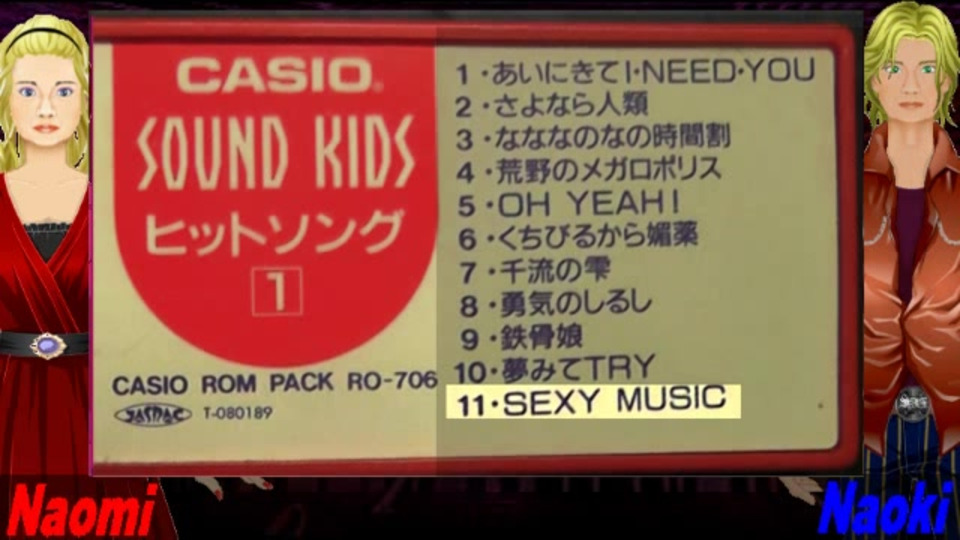 CASIO
SOUND KIDS
ヒットソング
1
CASIO ROM PACK RO-706
JASRAC T-080189
1・あいにきてI・NEED・YOU
2・さよなら人類
3・なななのなの時間割
4・荒野のメガロポリス
5・OH YEAH!
6・くちびるから媚薬
7・千流の雫
8・勇気のしるし
9・鉄骨娘
10・夢みてTRY
11・SEXY MUSIC
Naomi
Naoki